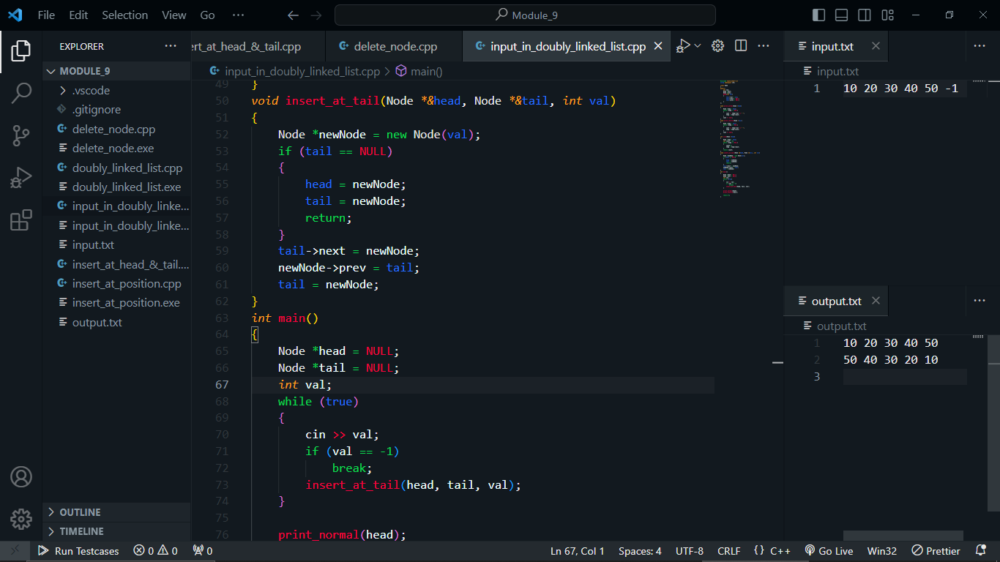 File Edit Selection View Go ··· Module_9
EXPLORER ···
MODULE_9
.vscode
.gitignore
delete_node.cpp
delete_node.exe
doubly_linked_list.cpp
doubly_linked_list.exe
input_in_doubly_linke...
input_in_doubly_linke...
input.txt
insert_at_head_&_tail....
insert_at_position.cpp
insert_at_position.exe
output.txt
OUTLINE
TIMELINE
ert_at_head_&_tail.cpp delete_node.cpp input_in_doubly_linked_list.cpp
input_in_doubly_linked_list.cpp > main()
49 }
50 void insert_at_tail(Node *&head, Node *&tail, int val)
51 {
52 Node *newNode = new Node(val);
53 if (tail == NULL)
54 {
55 head = newNode;
56 tail = newNode;
57 return;
58 }
59 tail->next = newNode;
60 newNode->prev = tail;
61 tail = newNode;
62 }
63 int main()
64 {
65 Node *head = NULL;
66 Node *tail = NULL;
67 int val;
68 while (true)
69 {
70 cin >> val;
71 if (val == -1)
72 break;
73 insert_at_tail(head, tail, val);
74 }
75
76 print_normal(head);
input.txt
input.txt
1 10 20 30 40 50 -1
output.txt
output.txt
1 10 20 30 40 50
2 50 40 30 20 10
3
Run Testcases 0 0 0 Ln 67, Col 1 Spaces: 4 UTF-8 CRLF {} C++ Go Live Win32 Prettier